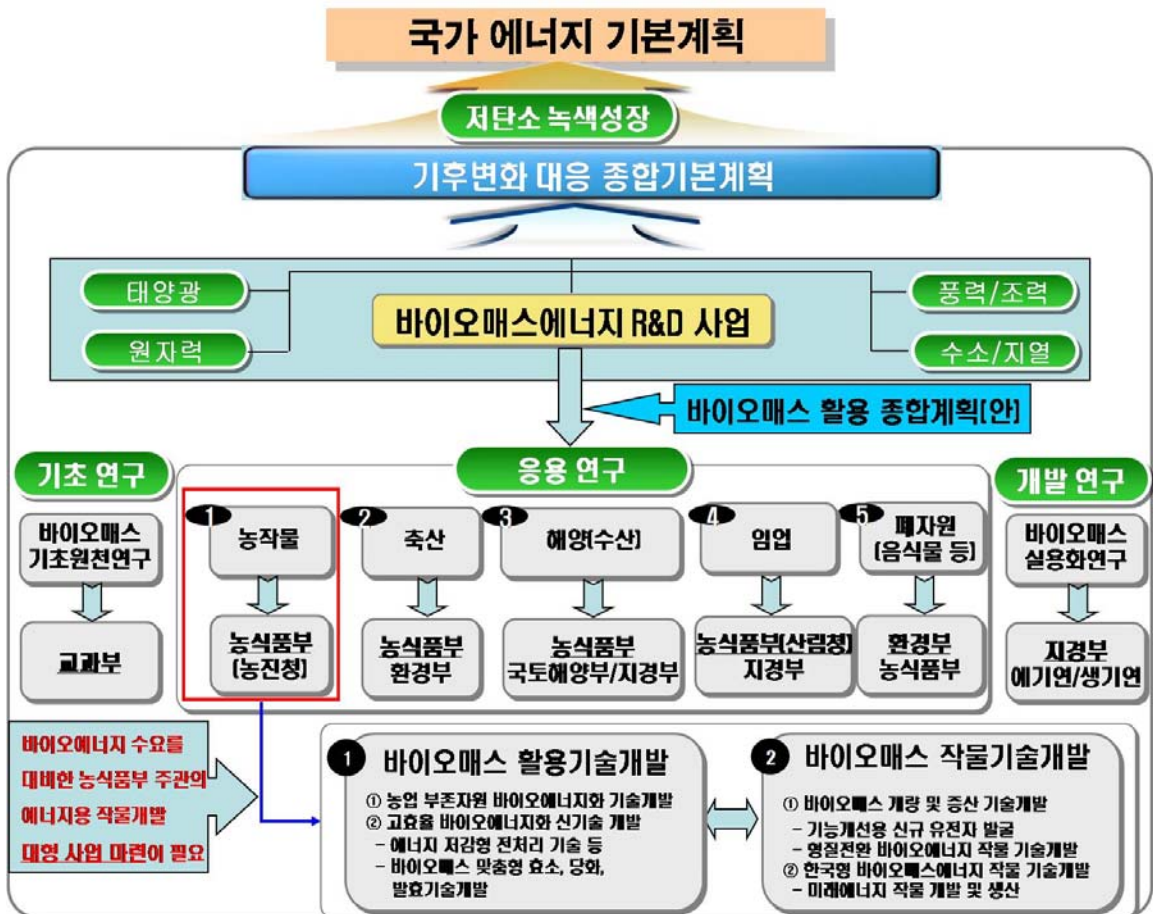 국가 에너지 기본계획
저탄소 녹색성장
기후변화 대응 종합기본계획
태양광
풍력/조력
바이오매스에너지 R&D 사업
원자력
수소/지열
바이오매스 활용 종합계획[안]
기초 연구
응용 연구
개발 연구
바이오매스
기초원천연구
1
농작물
2
축산
3
해양(수산)
4
임업
5
폐자원
(음식물 등)
바이오매스
실용화연구
교과부
농식품부
(농진청)
농식품부
환경부
농식품부
국토해양부/지경부
농식품부(산림청)
지경부
환경부
농식품부
지경부
에기연/생기연
바이오에너지 수요를
대비한 농식품부 주관의
에너지용 작물개발
대형 사업 마련이 필요
1 바이오매스 활용기술개발
① 농업 부존자원 바이오에너지화 기술개발
② 고효율 바이오에너지화 신기술 개발
- 에너지 저감형 전처리 기술 등
- 바이오매스 맞춤형 효소, 당화,
발효기술개발
2 바이오매스 작물기술개발
① 바이오매스 개량 및 증산 기술개발
- 기능개선용 신규 유전자 발굴
- 형질전환 바이오에너지 작물 기술개발
② 한국형 바이오매스에너지 작물 기술개발
- 미래에너지 작물 개발 및 생산